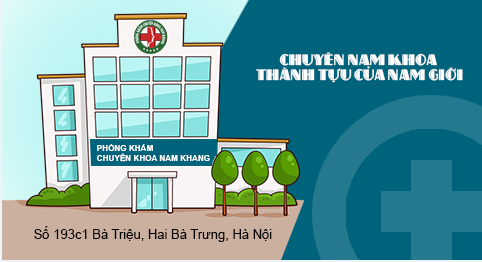 CHUYÊN NAM KHOA
THÀNH TỰU CỦA NAM GIỚI
PHÒNG KHÁM
CHUYÊN KHOA NAM KHANG
Số 193c1 Bà Triệu, Hai Bà Trưng, Hà Nội